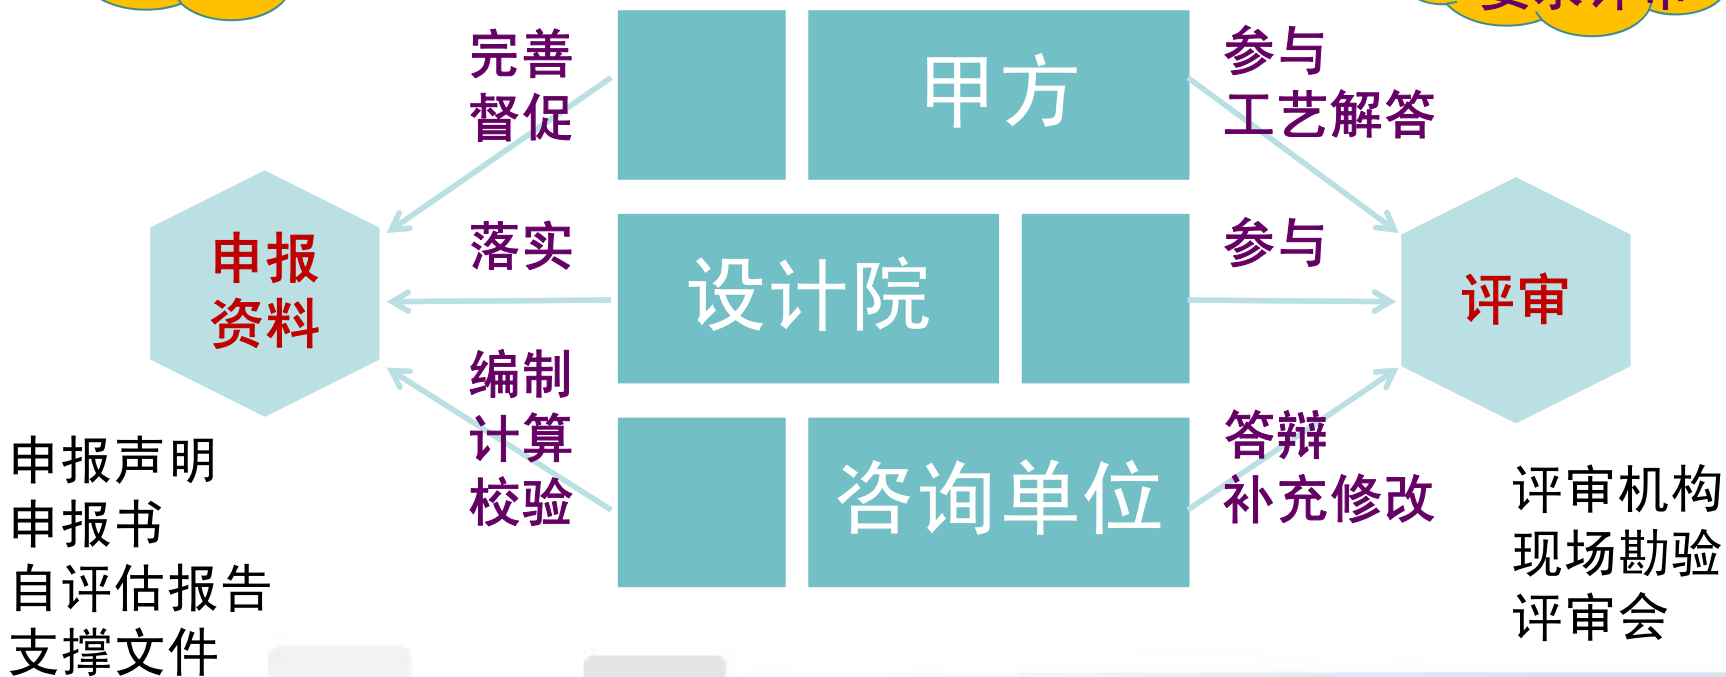 完善
督促
甲方
参与
工艺解答
申报
资料
落实
设计院
参与
评审
编制
计算
校验
咨询单位
答辩
补充修改
申报声明
申报书
自评估报告
支撑文件
评审机构
现场勘验
评审会